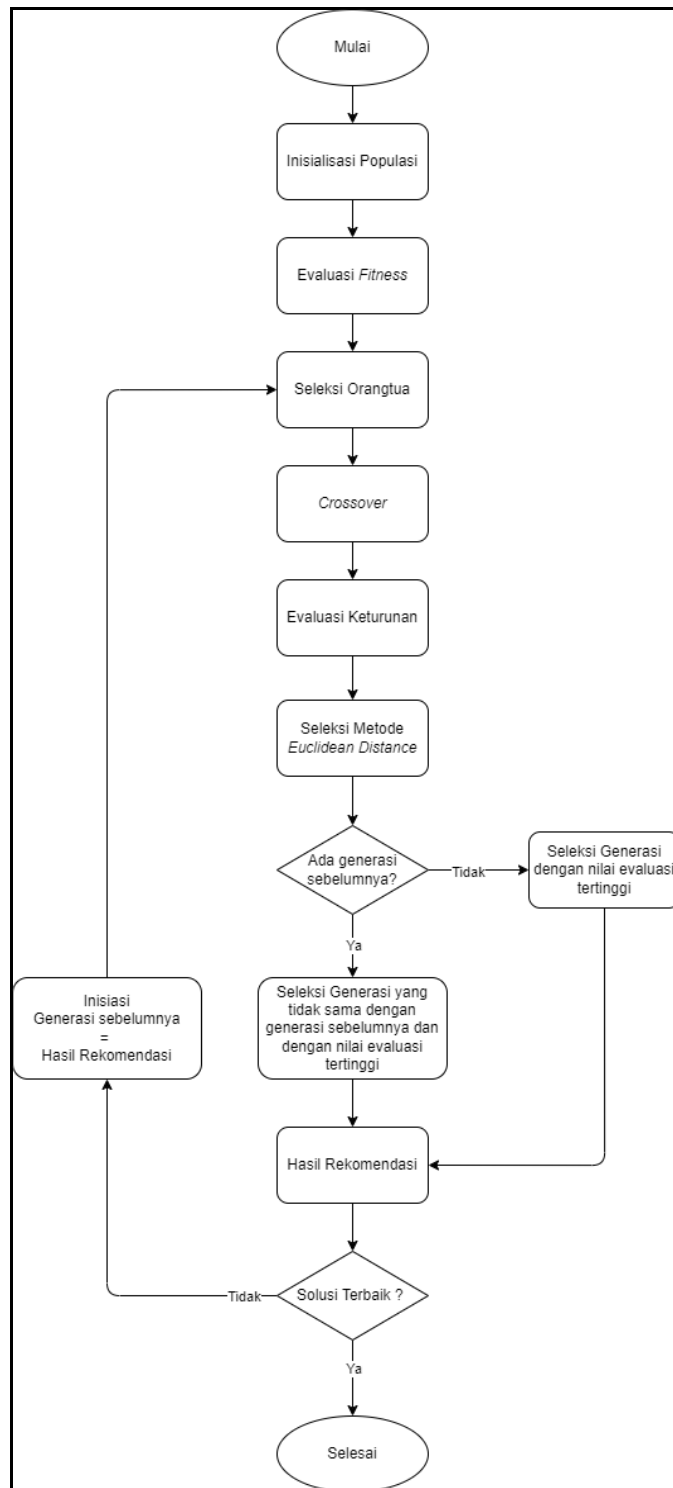 Mulai
Inisialisasi Populasi
Evaluasi Fitness
Seleksi Orangtua
Crossover
Evaluasi Keturunan
Seleksi Metode
Euclidean Distance
Ada generasi
sebelumnya?
Tidak
Seleksi Generasi
dengan nilai evaluasi
tertinggi
Ya
Seleksi Generasi yang
tidak sama dengan
generasi sebelumnya dan
dengan nilai evaluasi
tertinggi
Inisiasi
Generasi sebelumnya
=
Hasil Rekomendasi
Hasil Rekomendasi
Solusi Terbaik ?
Tidak
Ya
Selesai